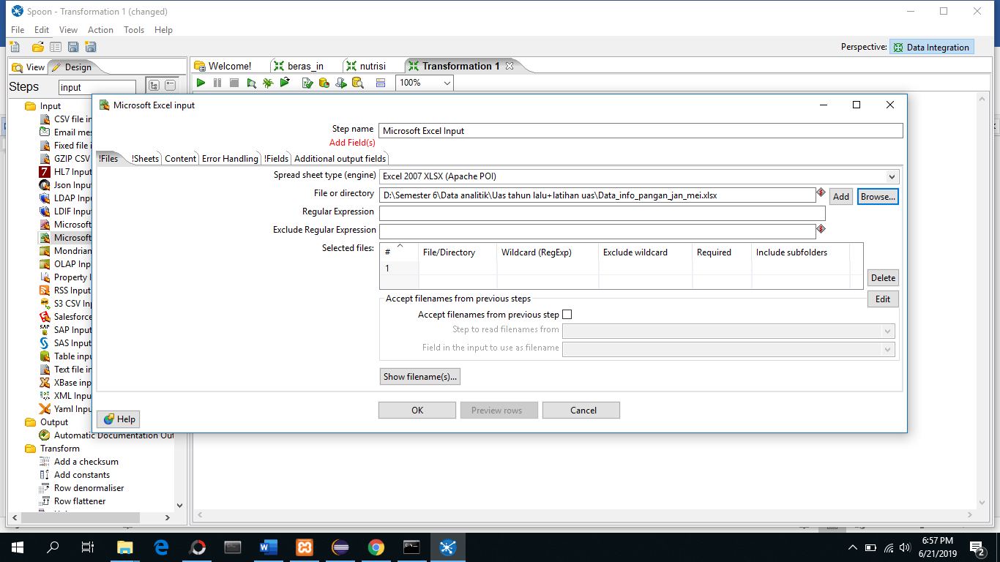 Spoon - Transformation 1 (changed)
File Edit View Action Tools Help
Perspective: Data Integration
View Design
Welcome! beras_in nutrisi Transformation 1
Steps input
100%
Input
CSV file in
Email mes
Fixed file i
GZIP CSV
HL7 Input
Json Input
LDAP Inpu
LDIF Input
Microsoft
Microsoft
Mondrian
OLAP Inpu
Property I
RSS Input
S3 CSV Inp
Salesforce
SAP Input
SAS Input
Table inpu
Text file in
XBase inp
XML Inpu
Yaml Inpu
Output
Automatic Documentation Out
Transform
Add a checksum
Add constants
Row denormaliser
Row flattener
Microsoft Excel input
Step name Microsoft Excel Input
Add Field(s)
!Files !Sheets Content Error Handling !Fields Additional output fields
Spread sheet type (engine) Excel 2007 XLSX (Apache POI)
File or directory D:\Semester 6\Data analitik\Uas tahun lalu+latihan uas\Data_info_pangan_jan_mei.xlsx Add Browse...
Regular Expression
Exclude Regular Expression
Selected files: # File/Directory Wildcard (RegExp) Exclude wildcard Required Include subfolders
1
Delete
Edit
Accept filenames from previous steps
Accept filenames from previous step
Step to read filenames from
Field in the input to use as filename
Show filename(s)...
OK Preview rows Cancel
Help
6:57 PM
6/21/2019
2